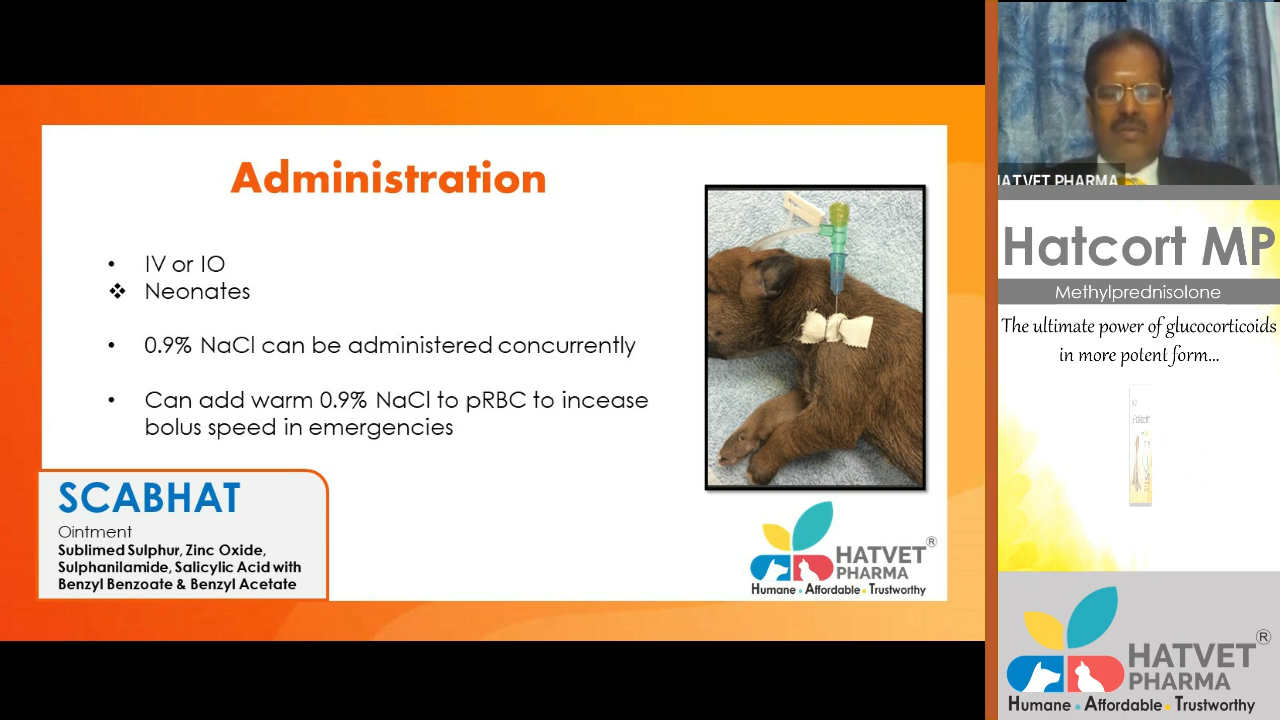 Administration
• IV or IO
❖ Neonates
• 0.9% NaCl can be administered concurrently
• Can add warm 0.9% NaCl to pRBC to incease
bolus speed in emergencies
SCABHAT
Ointment
Sublimed Sulphur, Zinc Oxide,
Sulphanilamide, Salicylic Acid with
Benzyl Benzoate & Benzyl Acetate
HATVET®
PHARMA
Humane • Affordable • Trustworthy
HATVET PHARMA
Hatcort MP
Methylprednisolone
The ultimate power of glucocorticoids
in more potent form...
HATVET®
PHARMA
Humane • Affordable • Trustworthy